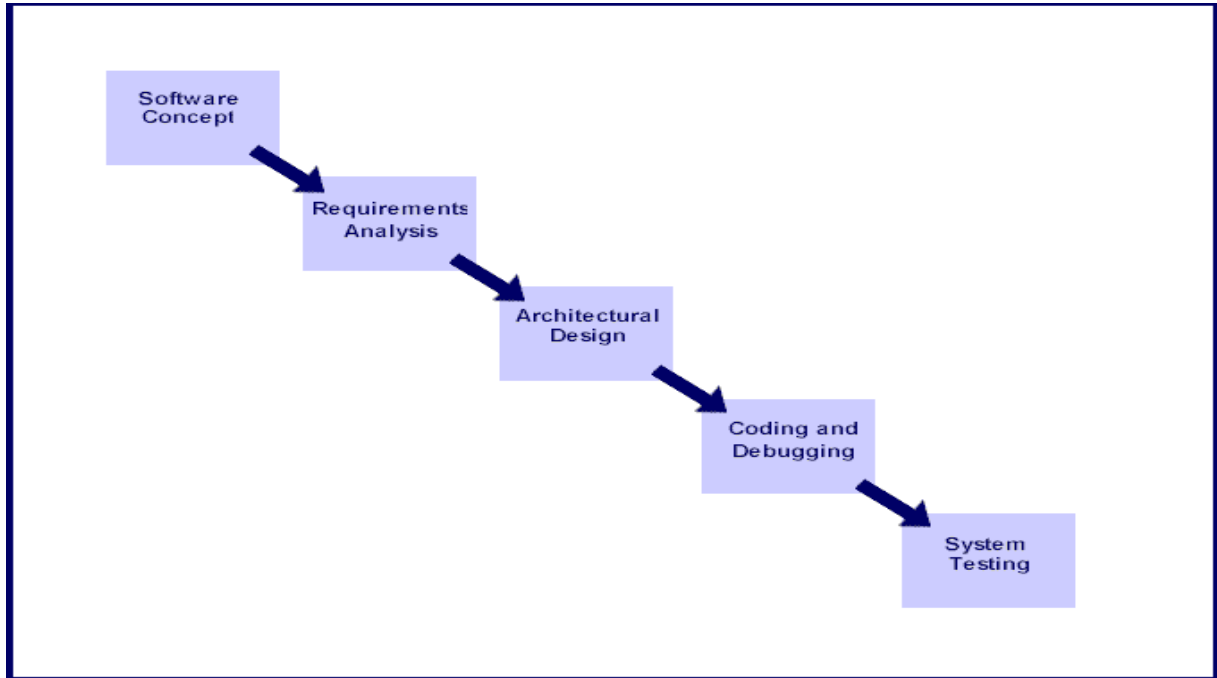 Software
Concept
Requirements
Analysis
Architectural
Design
Coding and
Debugging
System
Testing